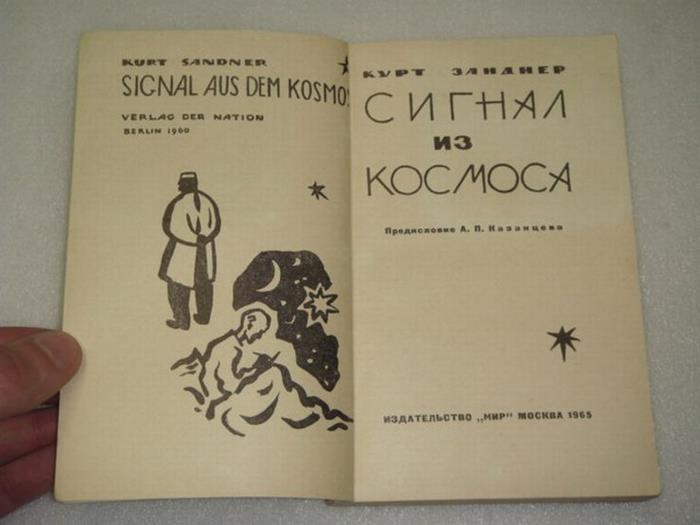 KURT SANDNER
SIGNAL AUS DEM KOSMOS
VERLAG DER NATION
BERLIN 1960
КУРТ ЗАНДНЕР
СИГНАЛ
ИЗ
КОСМОСА
Предисловие А. П. Казанцева
ИЗДАТЕЛЬСТВО „МИР" МОСКВА 1965